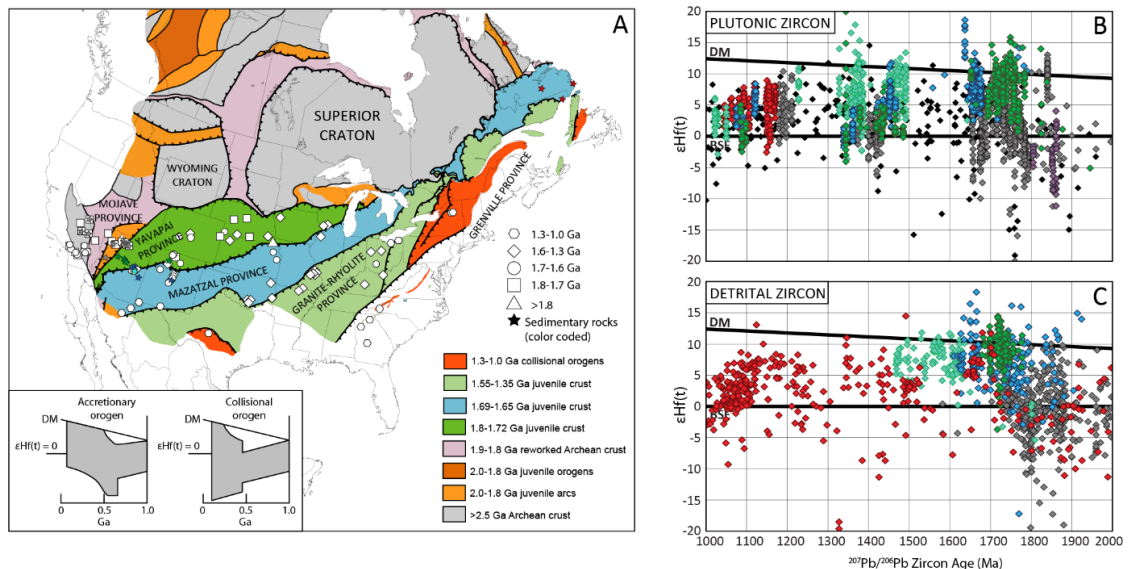 A
SUPERIOR
CRATON
WYOMING
CRATON
MOJAVE
PROVINCE
YAVAPAI
PROVINCE
MAZATZAL PROVINCE
GRANITE-RHYOLITE
PROVINCE
GRENVILLE PROVINCE
1.3-1.0 Ga
1.6-1.3 Ga
1.7-1.6 Ga
1.8-1.7 Ga
>1.8
Sedimentary rocks
(color coded)
1.3-1.0 Ga collisional orogens
1.55-1.35 Ga juvenile crust
1.69-1.65 Ga juvenile crust
1.8-1.72 Ga juvenile crust
1.9-1.8 Ga reworked Archean crust
2.0-1.8 Ga juvenile orogens
2.0-1.8 Ga juvenile arcs
>2.5 Ga Archean crust
Accretionary
orogen
DM
εHf(t) = 0
0 0.5 1.0
Ga
Collisional
orogen
DM
εHf(t) = 0
0 0.5 1.0
Ga
PLUTONIC ZIRCON
B
20
15
10
5
0
-5
-10
-15
-20
εHf(t)
DM
BSE
DETRITAL ZIRCON
C
20
15
10
5
0
-5
-10
-15
-20
εHf(t)
DM
BSE
1000 1100 1200 1300 1400 1500 1600 1700 1800 1900 2000
²⁰⁷Pb/²⁰⁶Pb Zircon Age (Ma)